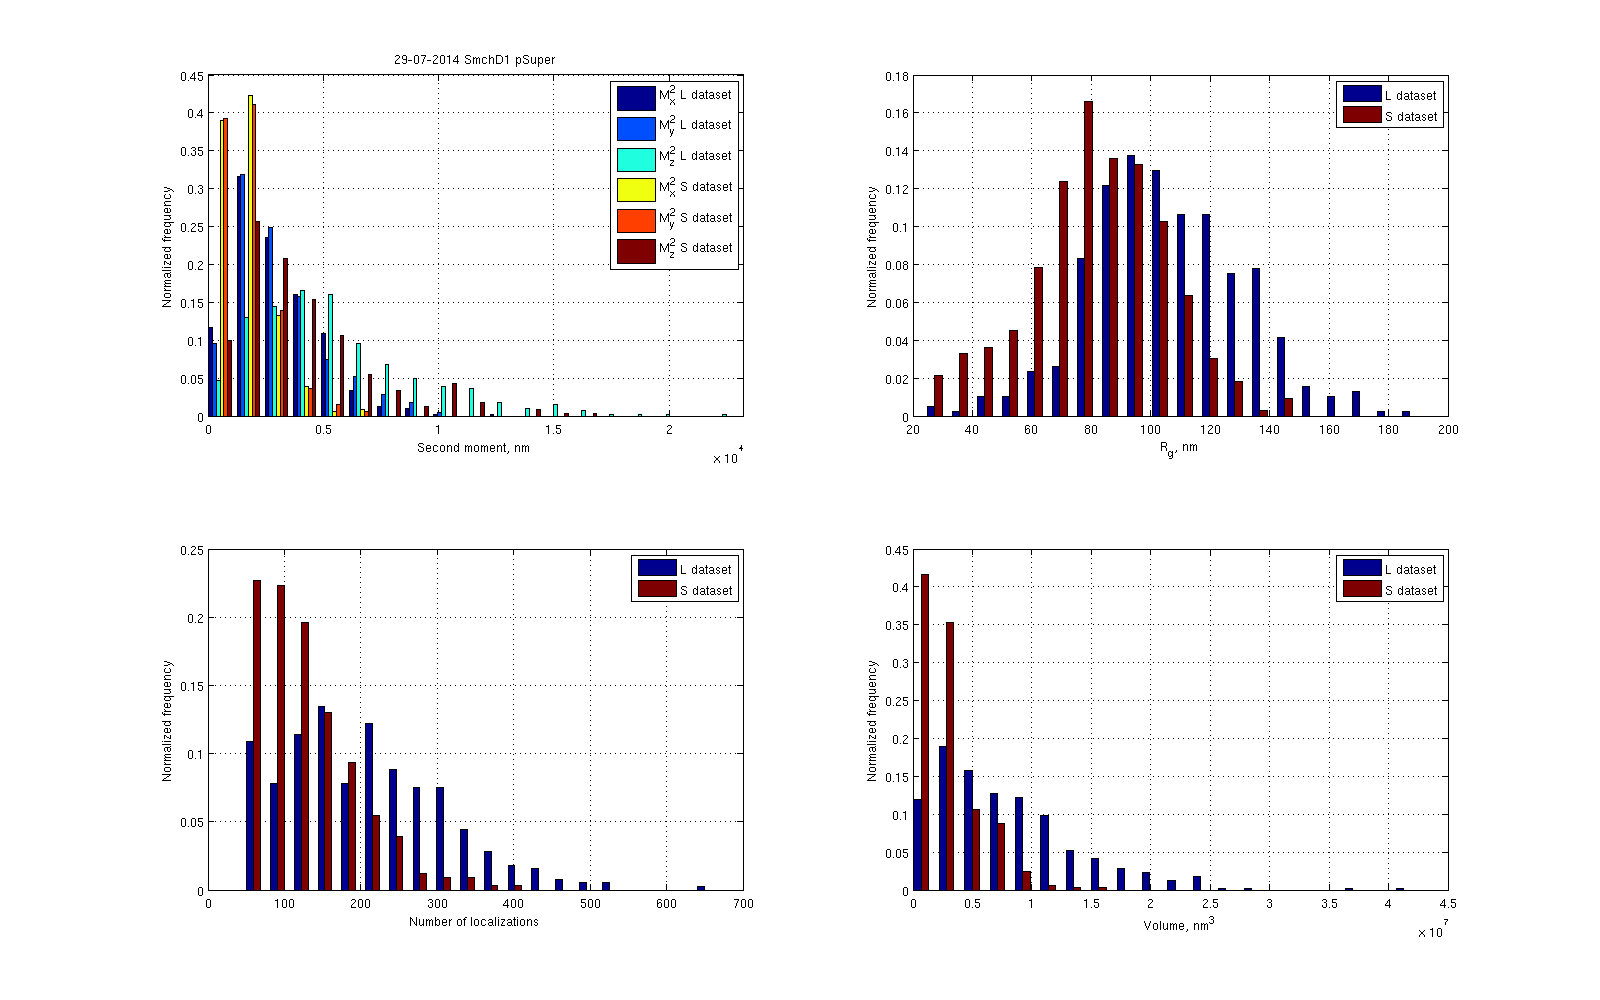 29-07-2014 SmchD1 pSuper
0.45
0.4
0.35
0.3
0.25
0.2
0.15
0.1
0.05
0
Normalized frequency
M²x L dataset
M²y L dataset
M²z L dataset
M²x S dataset
M²y S dataset
M²z S dataset
0 0.5 1 1.5 2
Second moment, nm
× 10⁴
0.18
0.16
0.14
0.12
0.1
0.08
0.06
0.04
0.02
0
Normalized frequency
L dataset
S dataset
20 40 60 80 100 120 140 160 180 200
Rg, nm
0.25
0.2
0.15
0.1
0.05
0
Normalized frequency
L dataset
S dataset
0 100 200 300 400 500 600 700
Number of localizations
0.45
0.4
0.35
0.3
0.25
0.2
0.15
0.1
0.05
0
Normalized frequency
L dataset
S dataset
0 0.5 1 1.5 2 2.5 3 3.5 4 4.5
Volume, nm³
× 10⁷